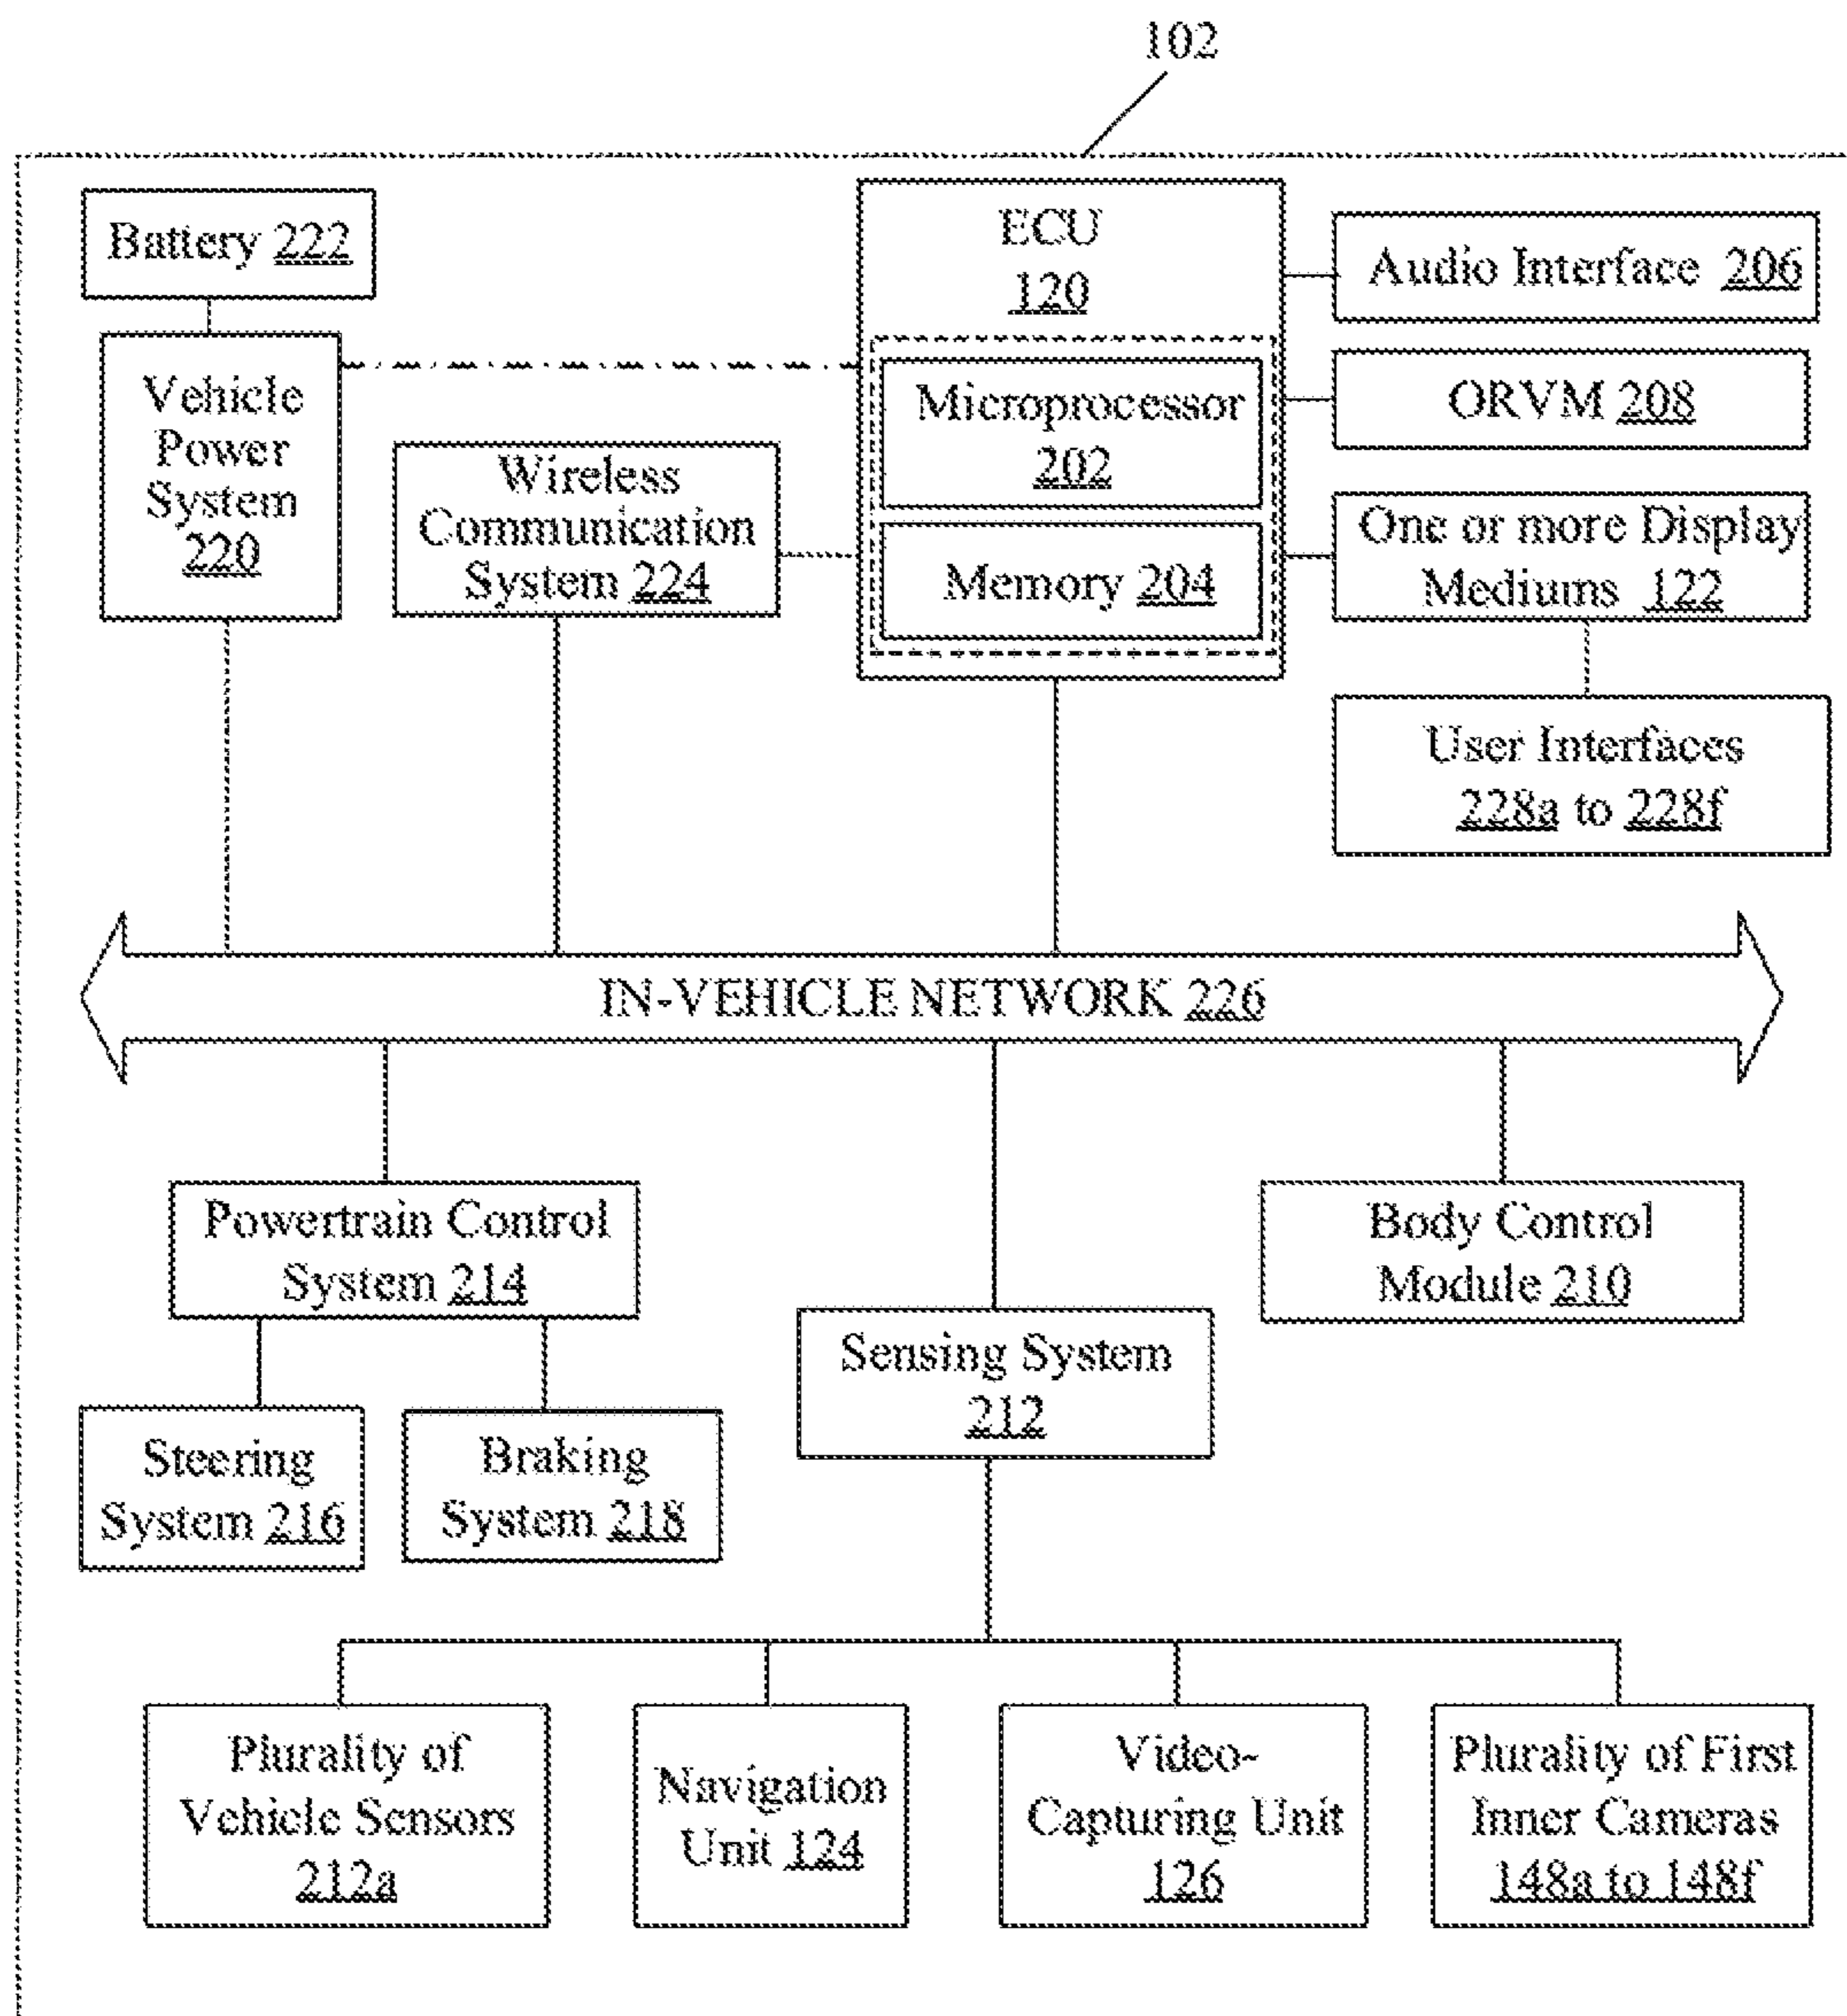 102
Battery 222
ECU
120
Audio Interface 206
Vehicle
Power
System
220
Microprocessor
202
ORVM 208
Wireless
Communication
System 224
Memory 204
One or more Display
Mediums 122
User Interfaces
228a to 228f
IN-VEHICLE NETWORK 226
Powertrain Control
System 214
Body Control
Module 210
Sensing System
212
Steering
System 216
Braking
System 218
Plurality of
Vehicle Sensors
212a
Navigation
Unit 124
Video-
Capturing Unit
126
Plurality of First
Inner Cameras
148a to 148f